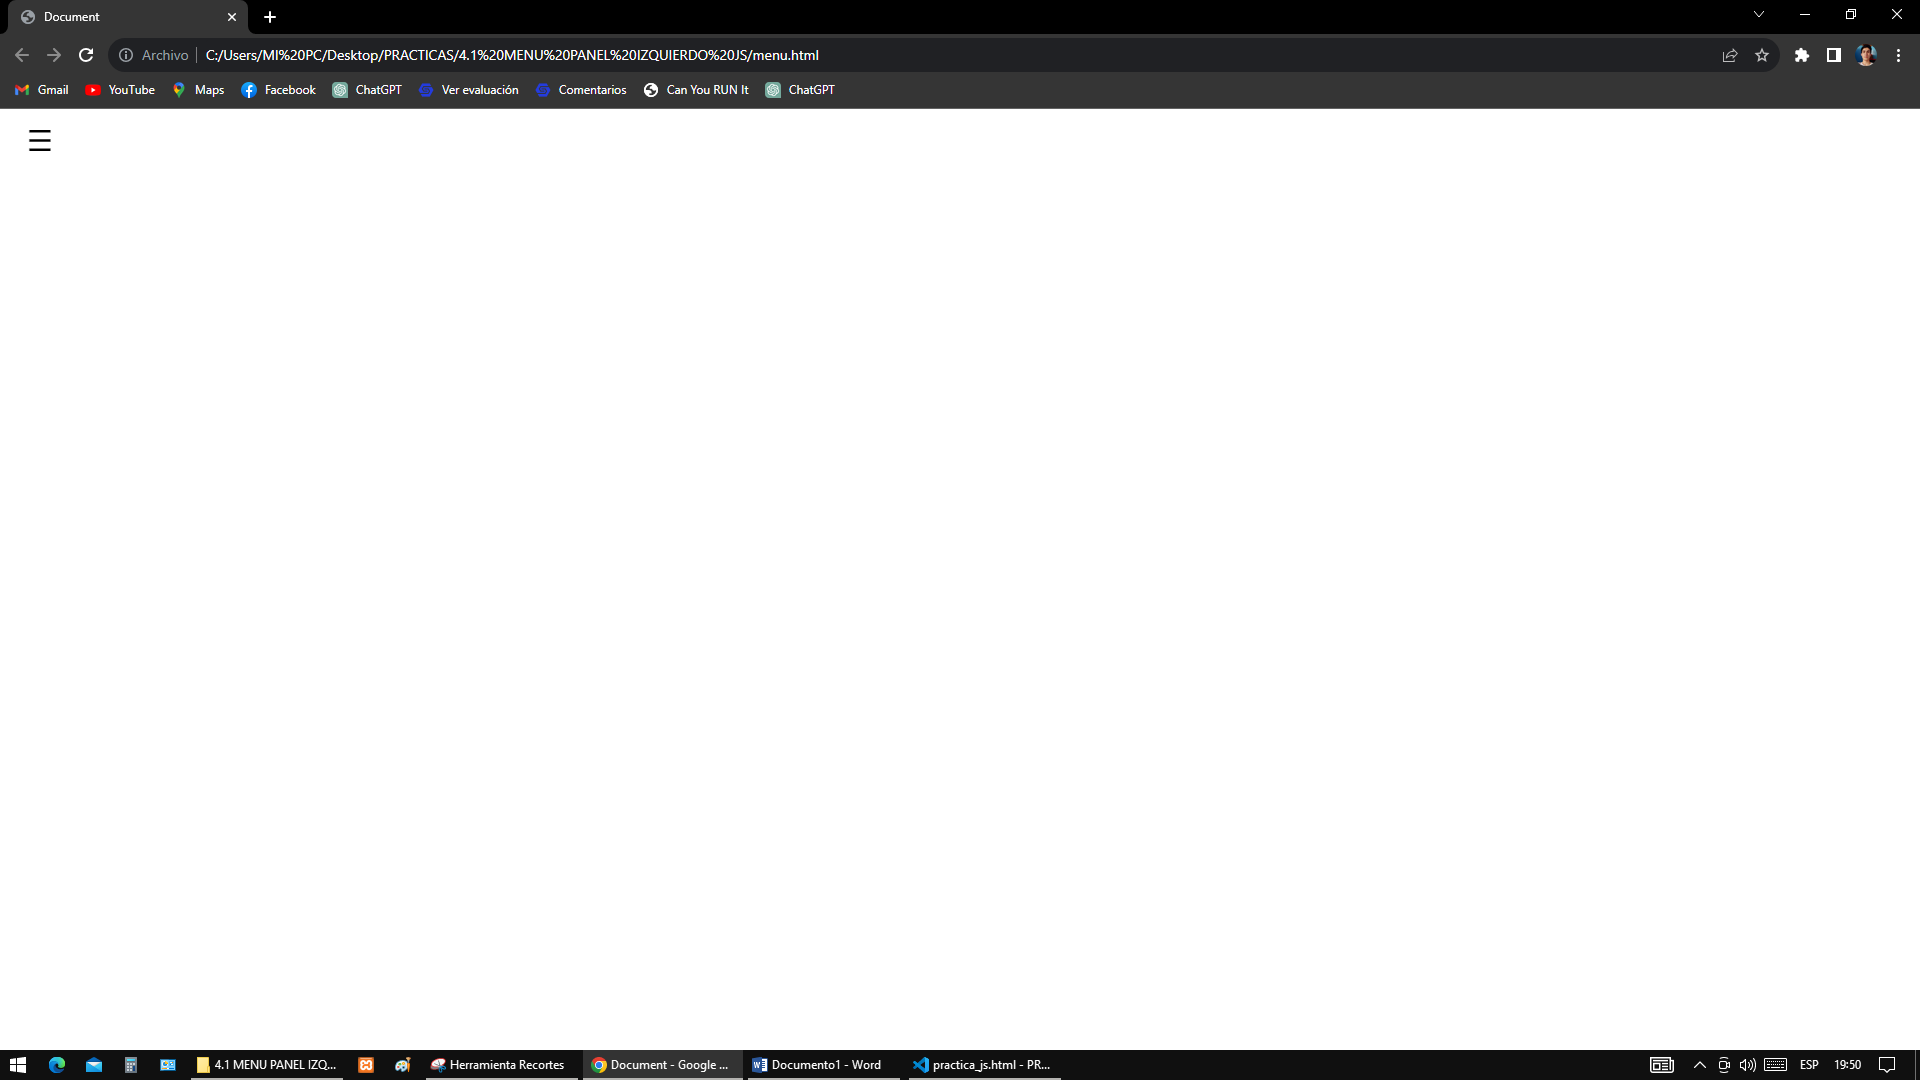 Document
Archivo C:/Users/MI%20PC/Desktop/PRACTICAS/4.1%20MENU%20PANEL%20IZQUIERDO%20JS/menu.html
Gmail YouTube Maps Facebook ChatGPT Ver evaluación Comentarios Can You RUN It ChatGPT
4.1 MENU PANEL IZQ... Herramienta Recortes Document - Google ... Documento1 - Word practica_js.html - PR... ESP 19:50